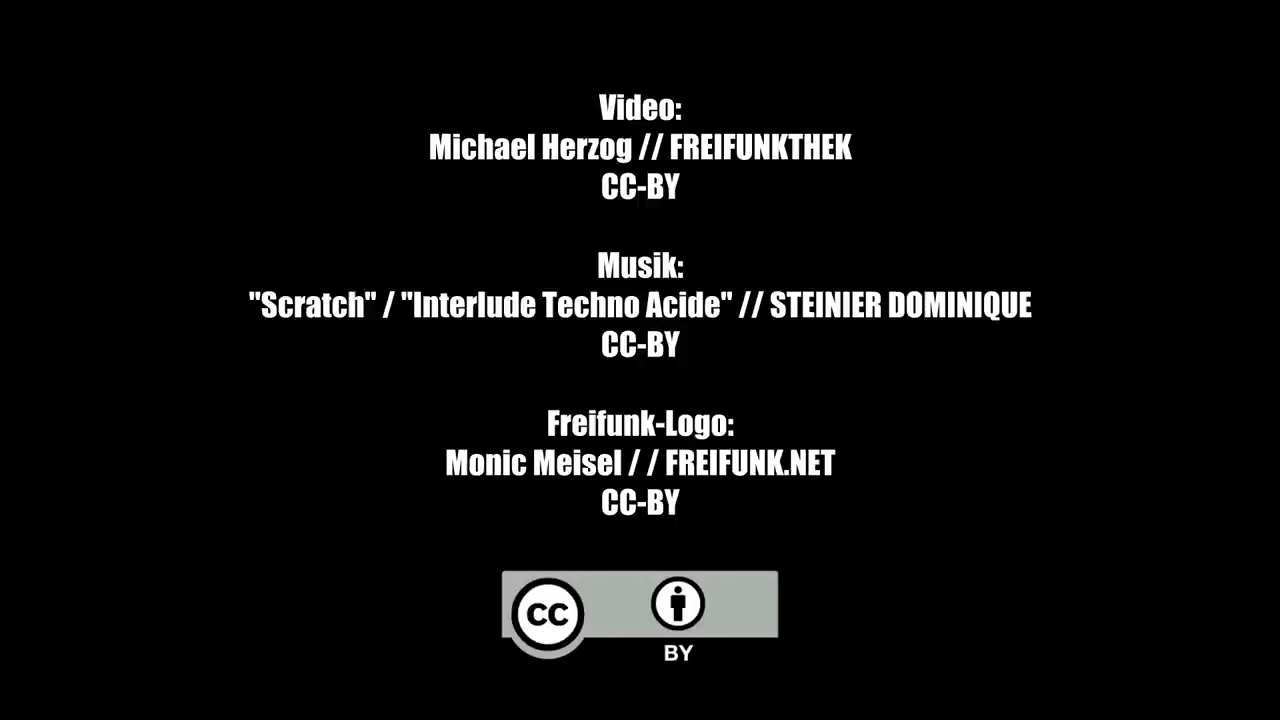 Video:
Michael Herzog // FREIFUNKTHEK
CC-BY
Musik:
"Scratch" / "Interlude Techno Acide" // STEINIER DOMINIQUE
CC-BY
Freifunk-Logo:
Monic Meisel / / FREIFUNK.NET
CC-BY
CC
BY